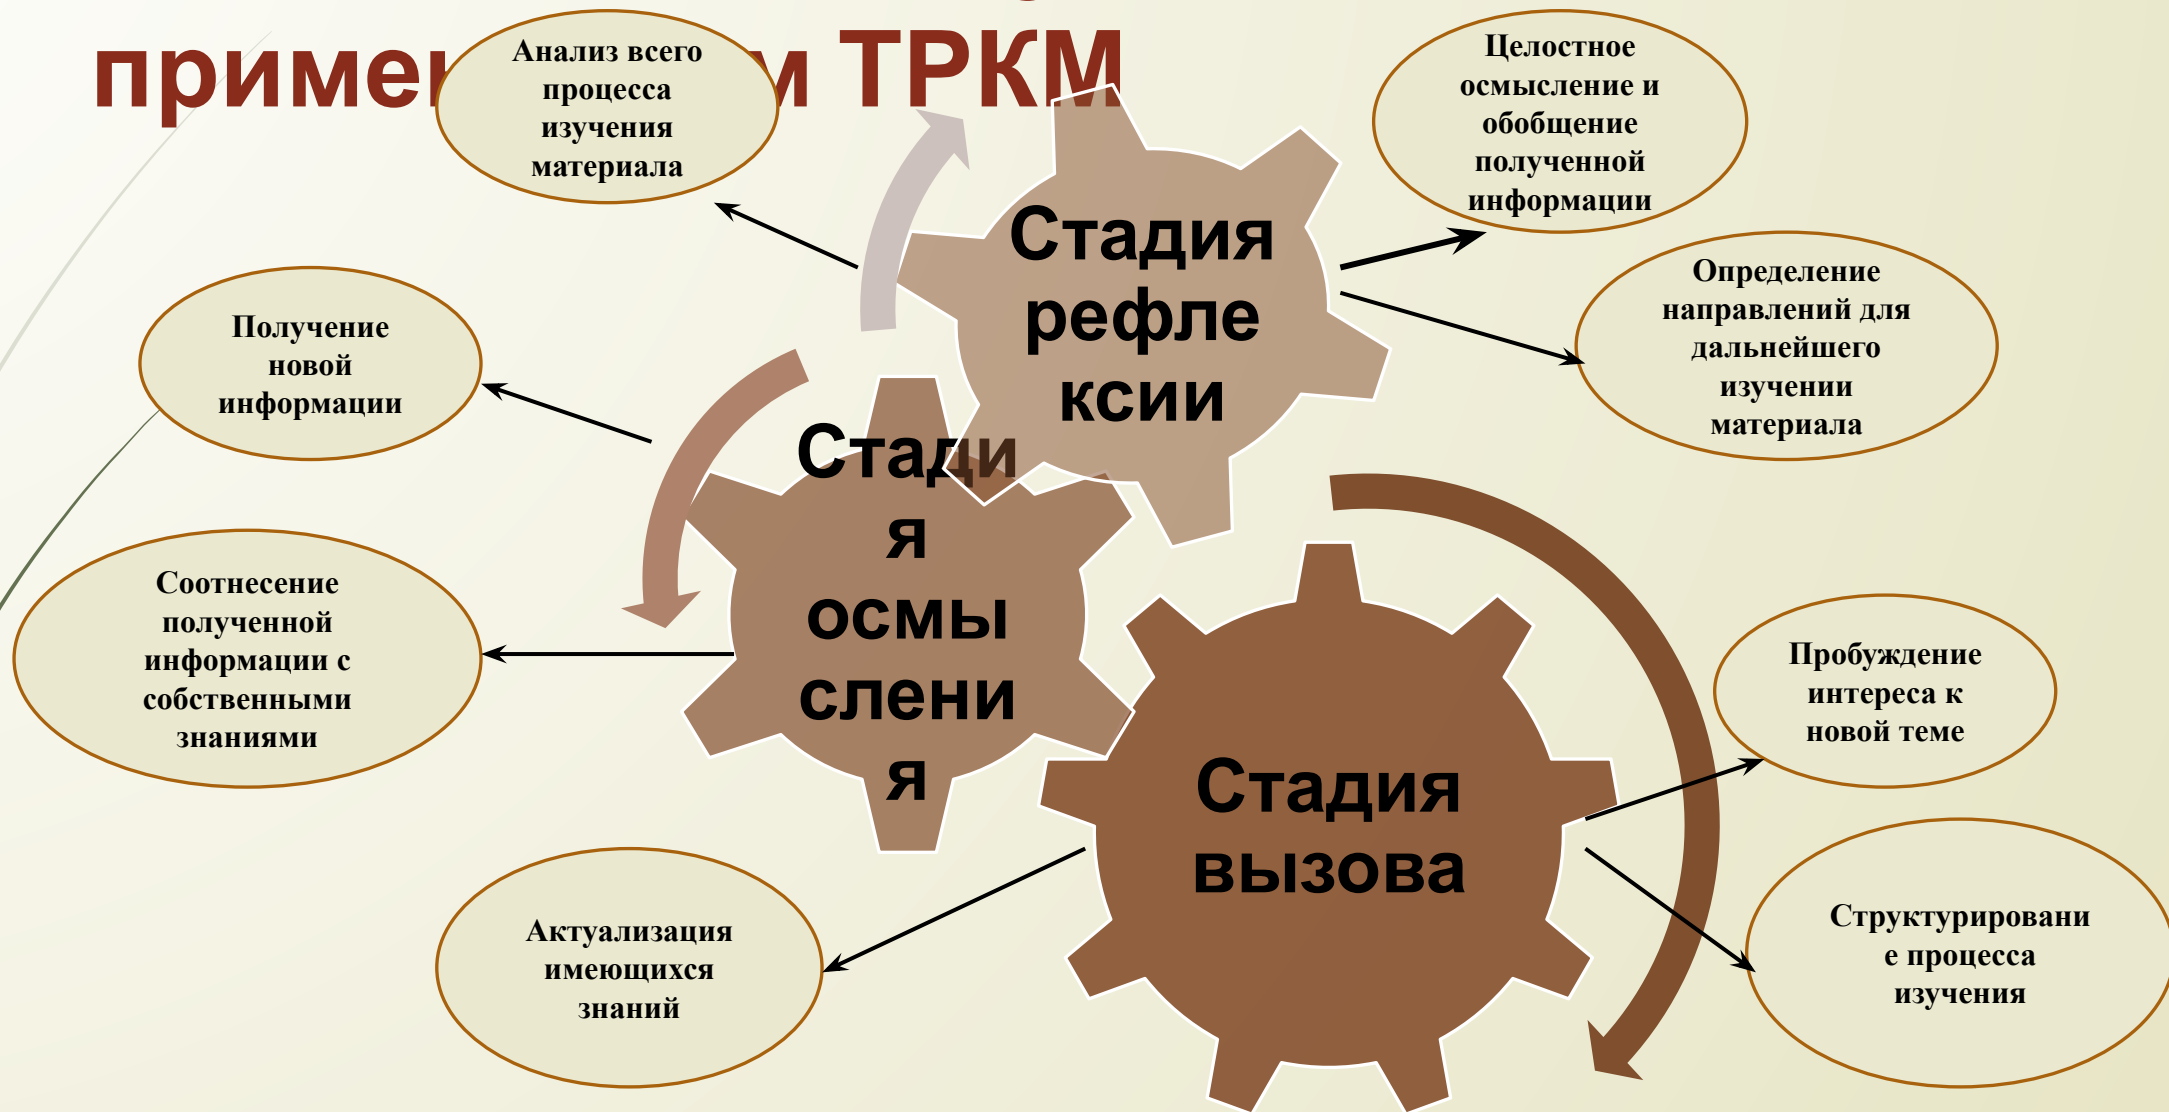 ТРКМ
Анализ всего
процесса
изучения
материала
Целостное
осмысление и
обобщение
полученной
информации
Стадия
рефле
ксии
Определение
направлений для
дальнейшего
изучении
материала
Получение
новой
информации
Стади
я
осмы
слени
я
Соотнесение
полученной
информации с
собственными
знаниями
Стадия
вызова
Пробуждение
интереса к
новой теме
Актуализация
имеющихся
знаний
Структурировани
е процесса
изучения